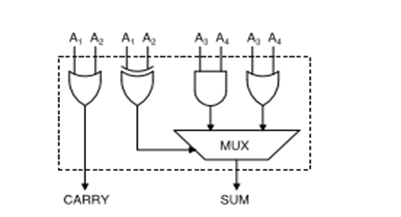 A₁ A₂ A₁ A₂ A₃ A₄ A₃ A₄
MUX
CARRY SUM